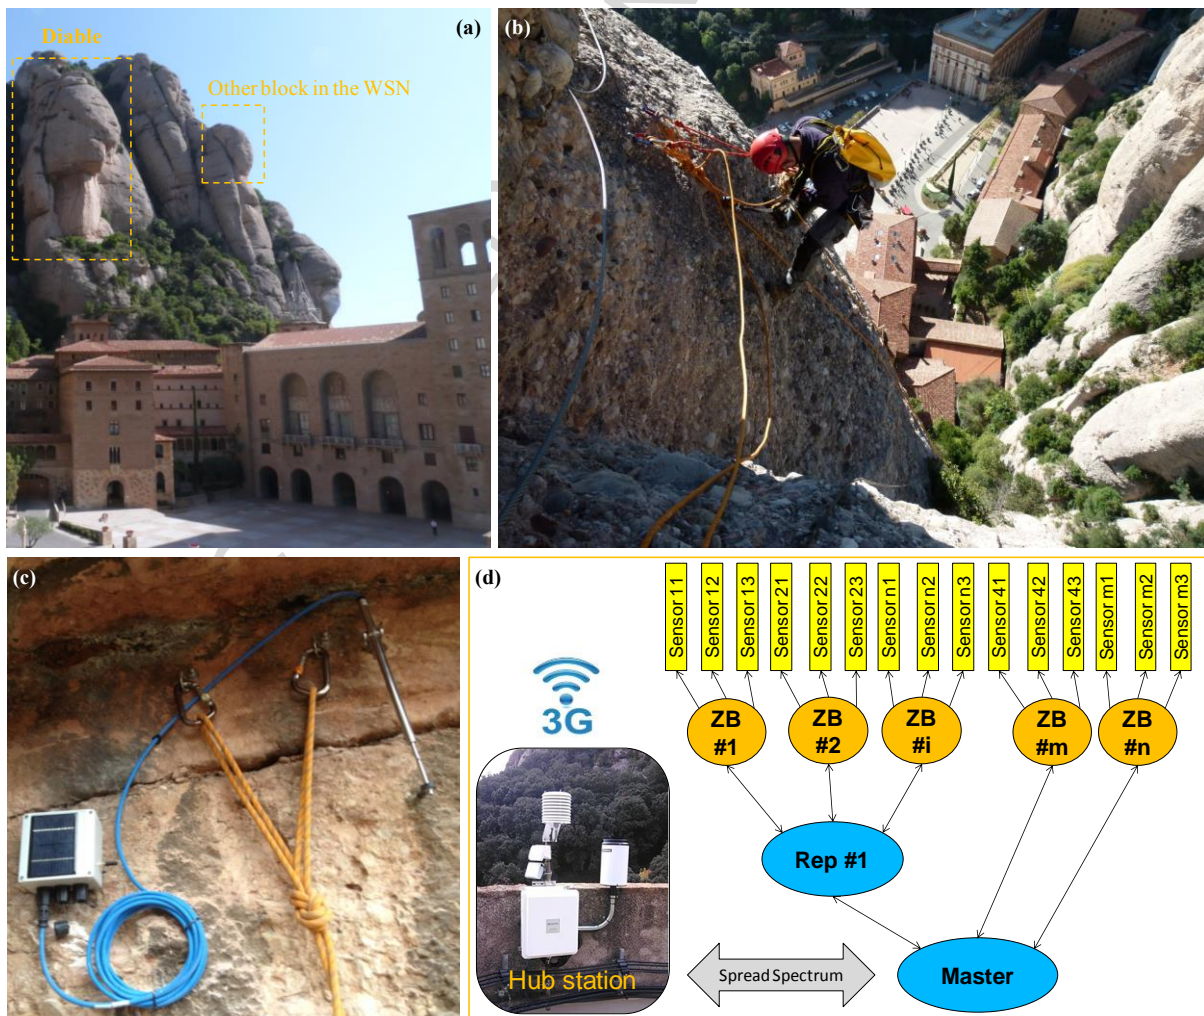 (a)
Diable
Other block in the WSN
(b)
(c)
(d)
Sensor 11
Sensor 12
Sensor 13
Sensor 21
Sensor 22
Sensor 23
Sensor n1
Sensor n2
Sensor n3
Sensor 41
Sensor 42
Sensor 43
Sensor m1
Sensor m2
Sensor m3
3G
ZB
#1
ZB
#2
ZB
#i
ZB
#m
ZB
#n
Rep #1
Hub station
Spread Spectrum
Master